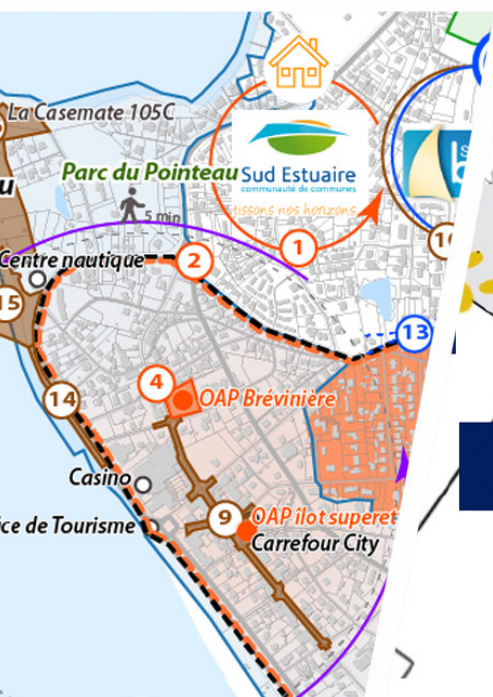 La Casemate 105C
Parc du Pointeau
Sud Estuaire
communauté de communes
tissons nos horizons
5 min
1
2
Centre nautique
15
13
4
OAP Brévinière
14
Casino
9
OAP îlot superet
ice de Tourisme
Carrefour City